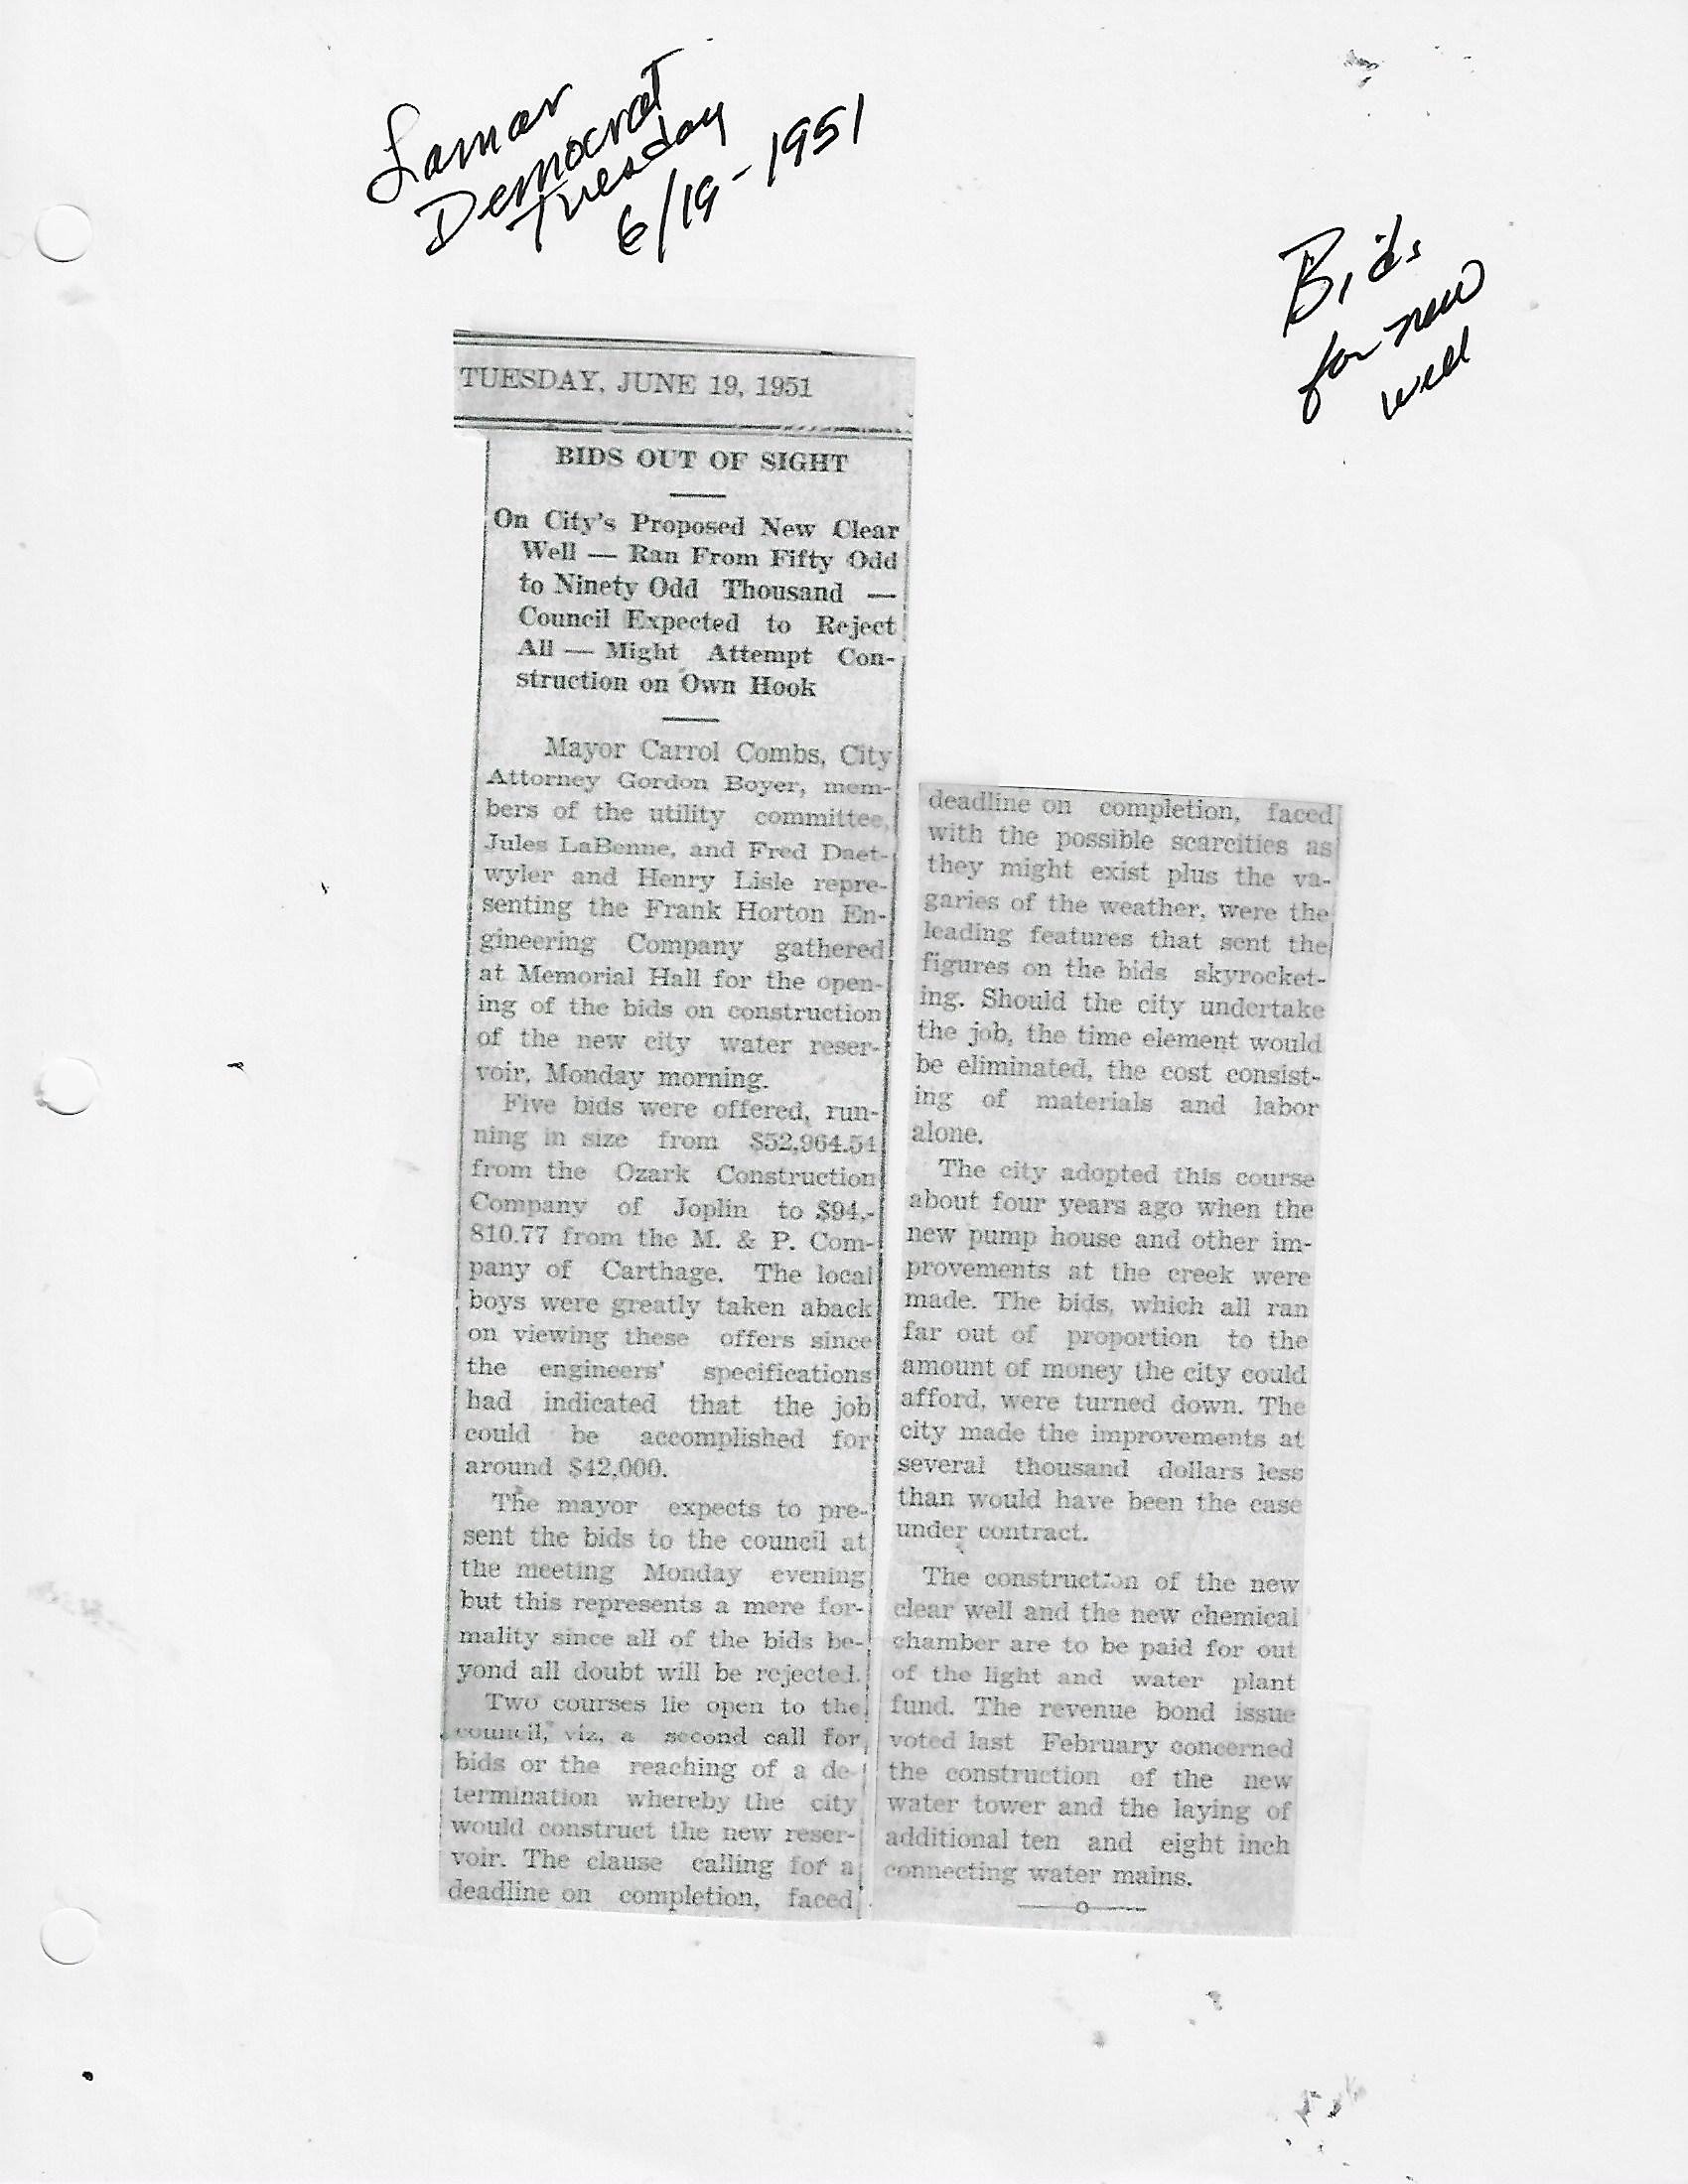 Lamar
Democrat
Tuesday
6/19-1951
Bids
for new
well
TUESDAY, JUNE 19, 1951
BIDS OUT OF SIGHT
On City's Proposed New Clear
Well — Ran From Fifty Odd
to Ninety Odd Thousand —
Council Expected to Reject
All — Might Attempt Con-
struction on Own Hook
Mayor Carrol Combs, City
Attorney Gordon Boyer, mem-
bers of the utility committee,
Jules LaBenne, and Fred Daet-
wyler and Henry Lisle repre-
senting the Frank Horton En-
gineering Company gathered
at Memorial Hall for the open-
ing of the bids on construction
of the new city water reser-
voir, Monday morning.
Five bids were offered, run-
ning in size from $52,964.54
from the Ozark Construction
Company of Joplin to $94,-
810.77 from the M. & P. Com-
pany of Carthage. The local
boys were greatly taken aback
on viewing these offers since
the engineers' specifications
had indicated that the job
could be accomplished for
around $42,000.
The mayor expects to pre-
sent the bids to the council at
the meeting Monday evening
but this represents a mere for-
mality since all of the bids be-
yond all doubt will be rejected.
Two courses lie open to the
council, viz, a second call for
bids or the reaching of a de-
termination whereby the city
would construct the new reser-
voir. The clause calling for a
deadline on completion, faced
deadline on completion, faced
with the possible scarcities as
they might exist plus the va-
garies of the weather, were the
leading features that sent the
figures on the bids skyrocket-
ing. Should the city undertake
the job, the time element would
be eliminated, the cost consist-
ing of materials and labor
alone.
The city adopted this course
about four years ago when the
new pump house and other im-
provements at the creek were
made. The bids, which all ran
far out of proportion to the
amount of money the city could
afford, were turned down. The
city made the improvements at
several thousand dollars less
than would have been the case
under contract.
The construction of the new
clear well and the new chemical
chamber are to be paid for out
of the light and water plant
fund. The revenue bond issue
voted last February concerned
the construction of the new
water tower and the laying of
additional ten and eight inch
connecting water mains.